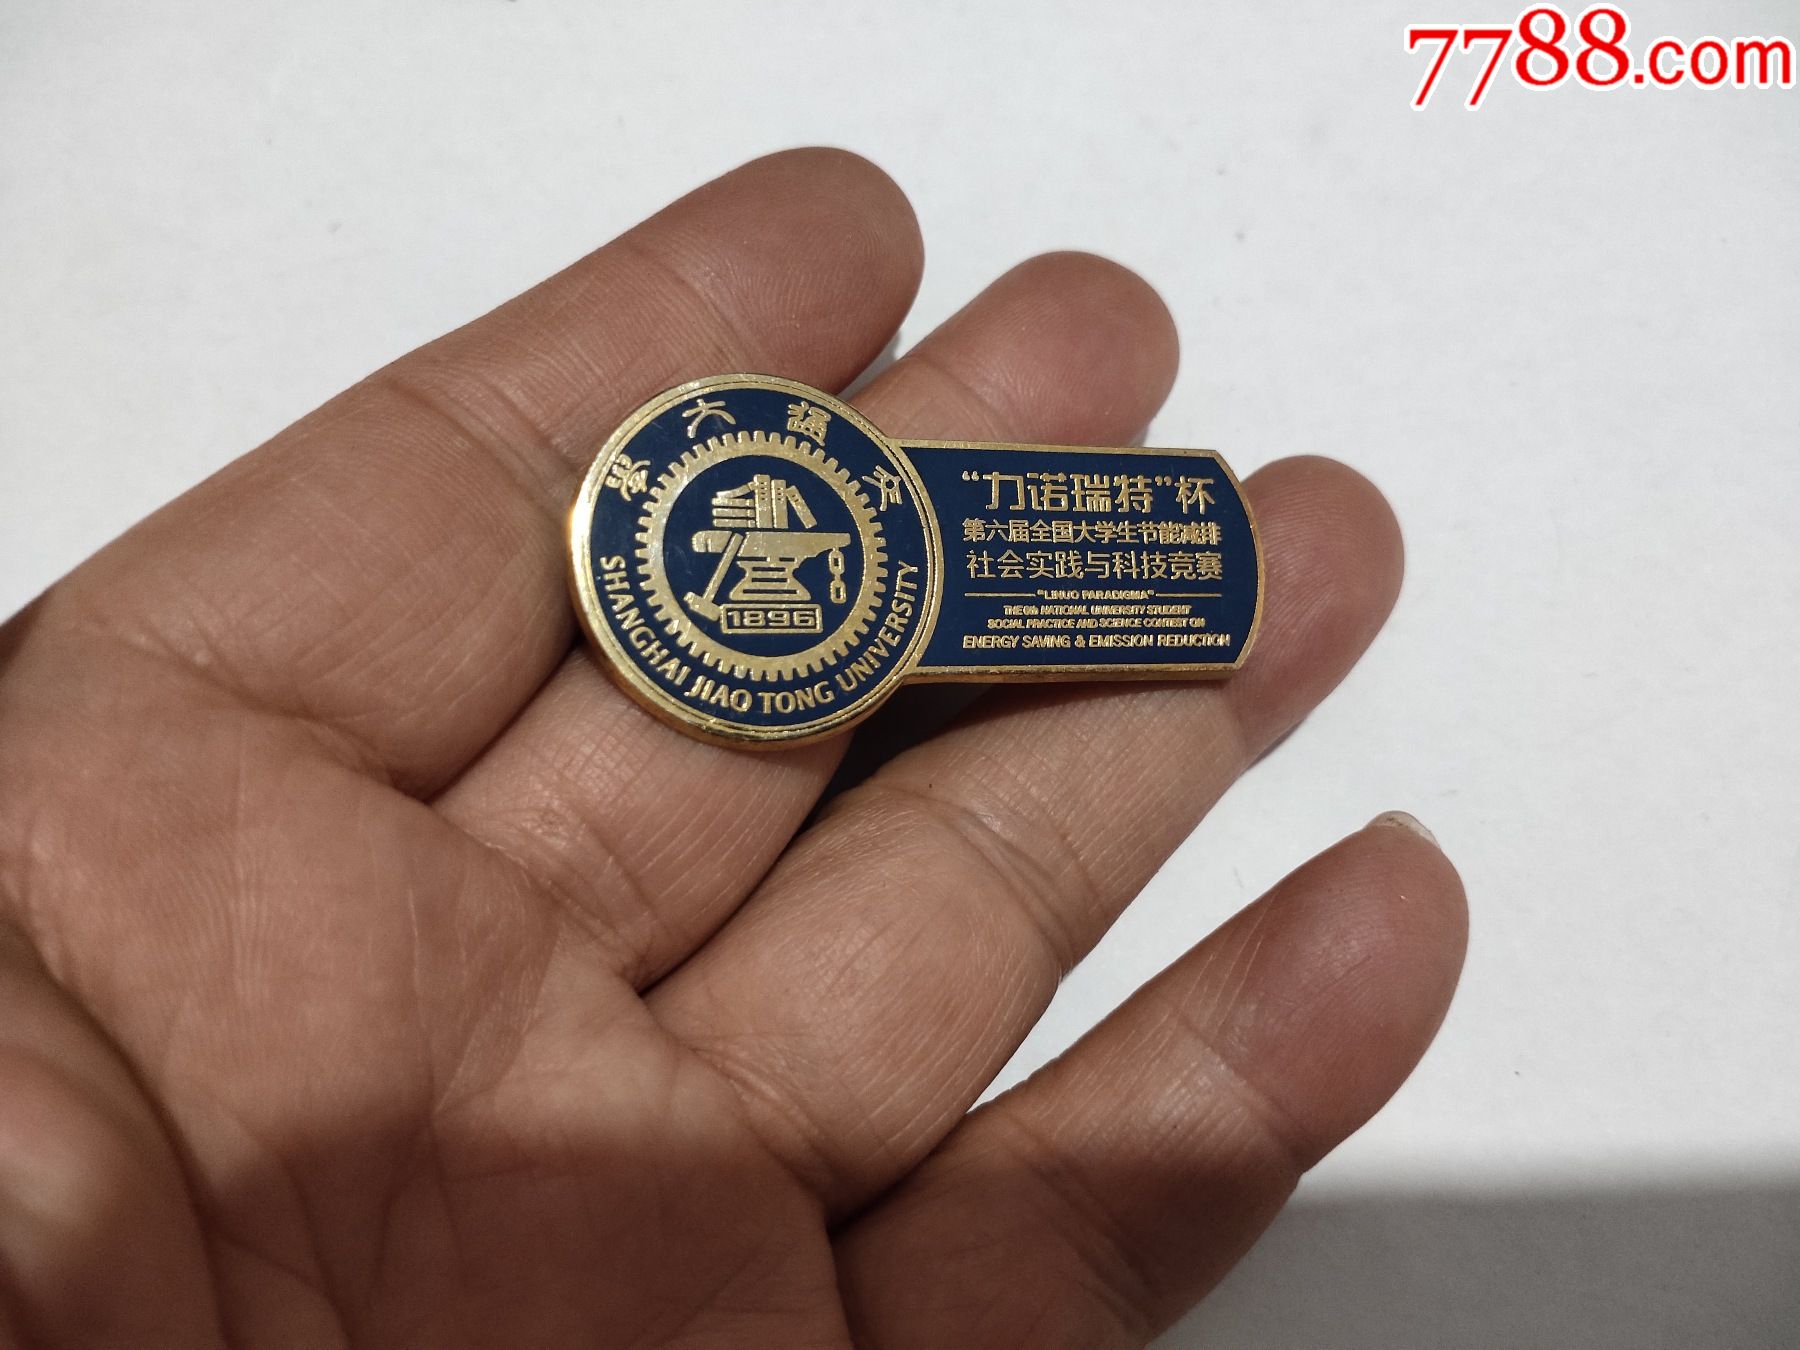 7788.com
學大通交
1896
SHANGHAI JIAO TONG UNIVERSITY
“力诺瑞特”杯
第六届全国大学生节能减排
社会实践与科技竞赛
"LINUO PARADIGMA"
THE 6th NATIONAL UNIVERSITY STUDENT
SOCIAL PRACTICE AND SCIENCE CONTEST ON
ENERGY SAVING & EMISSION REDUCTION